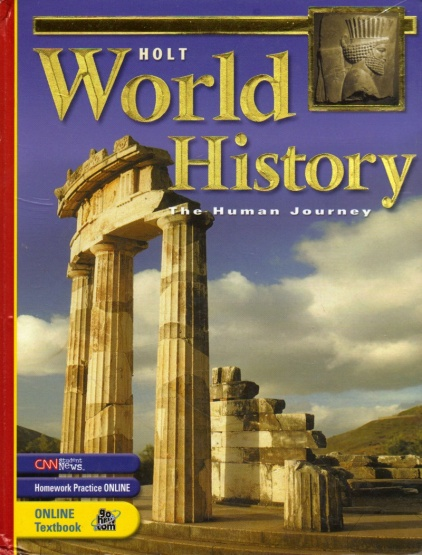 HOLT
World
History
The Human Journey
CNN Student News.
Homework Practice ONLINE
ONLINE
Textbook
go
hrw
com